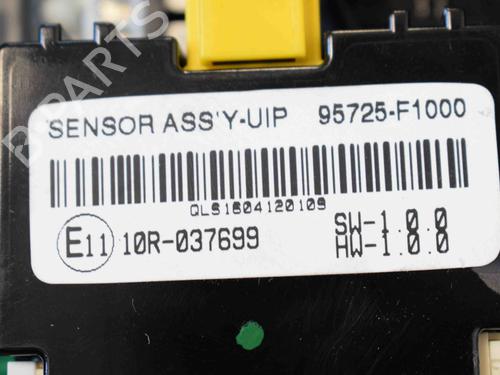 SENSOR ASS'Y-UIP 95725-F1000
QLS1604120109
E11 10R-037699
SW-1.0.0
HW-1.0.0
B-PARTS